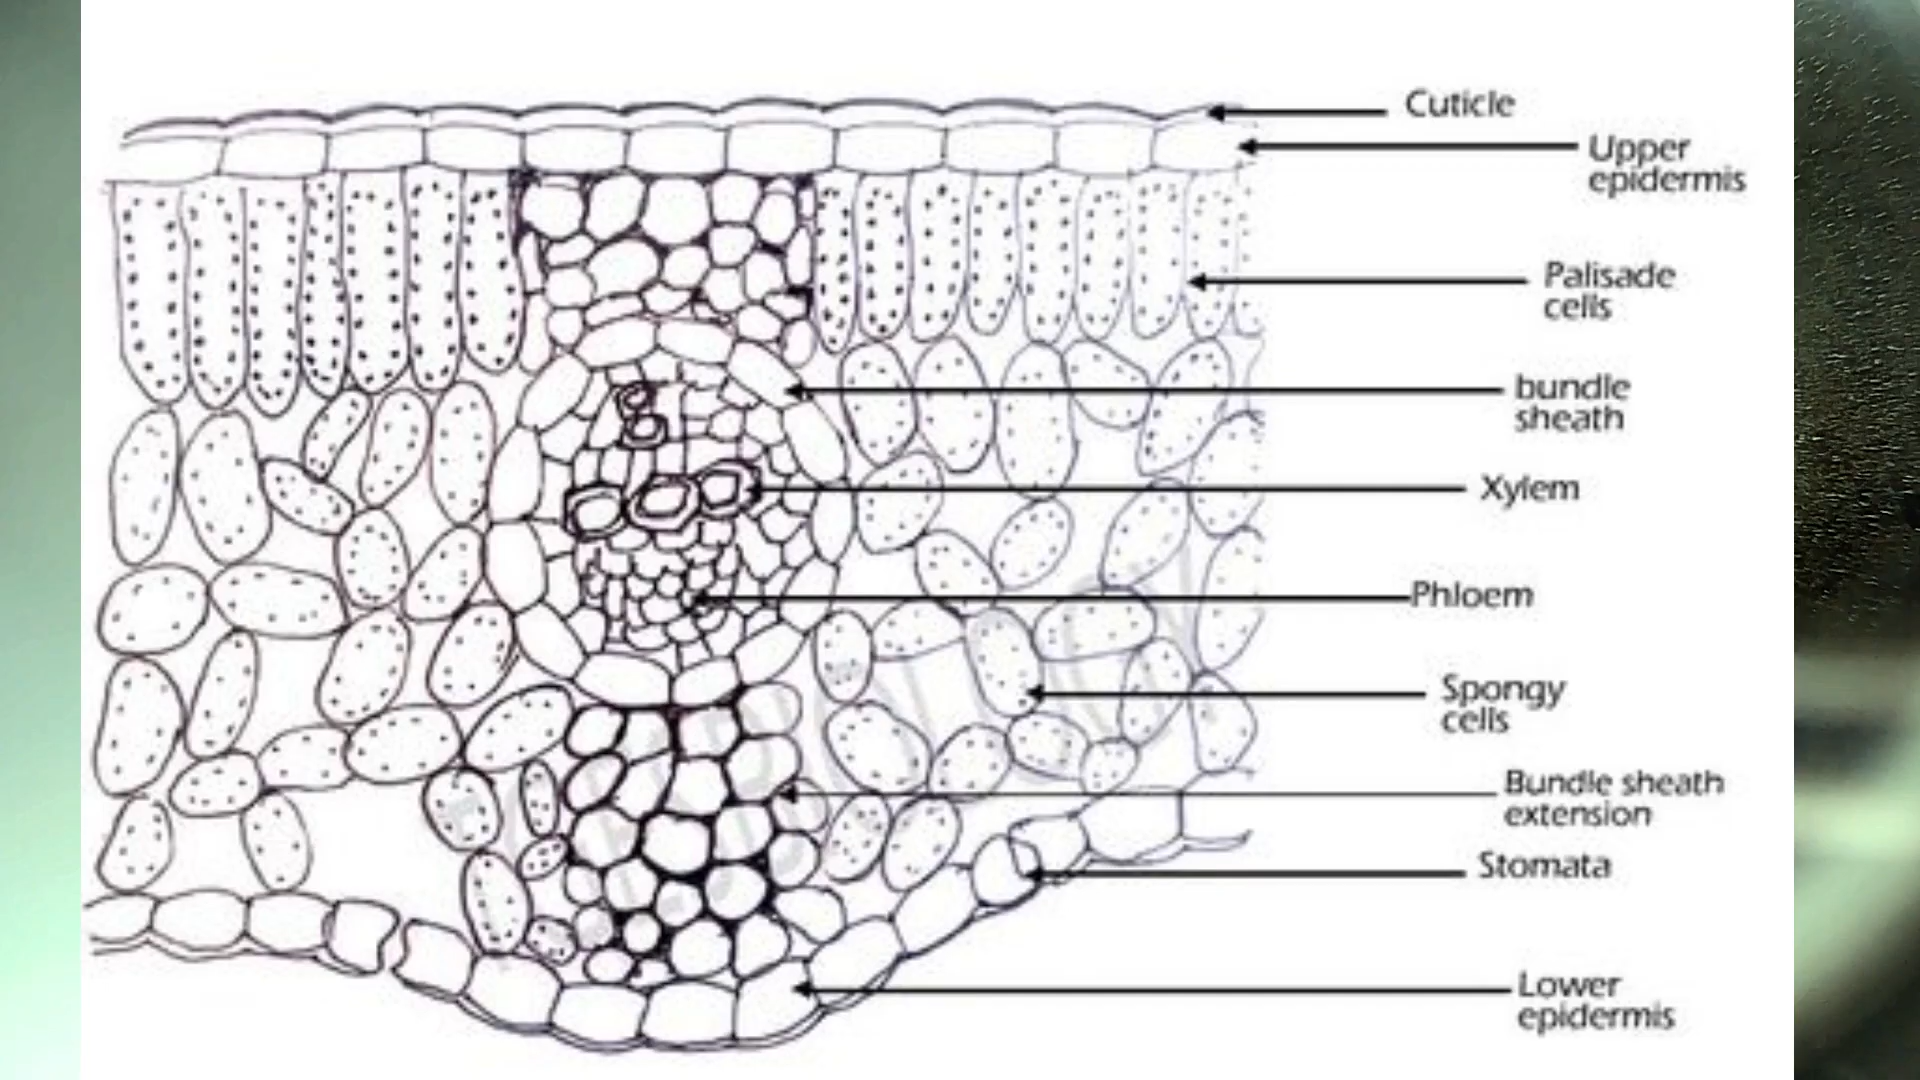 Cuticle
Upper
epidermis
Palisade
cells
bundle
sheath
Xylem
Phloem
Spongy
cells
Bundle sheath
extension
Stomata
Lower
epidermis